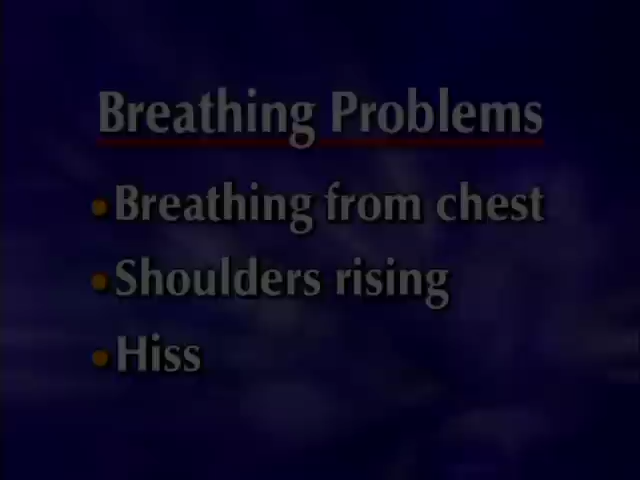 Breathing Problems
• Breathing from chest
• Shoulders rising
• Hiss